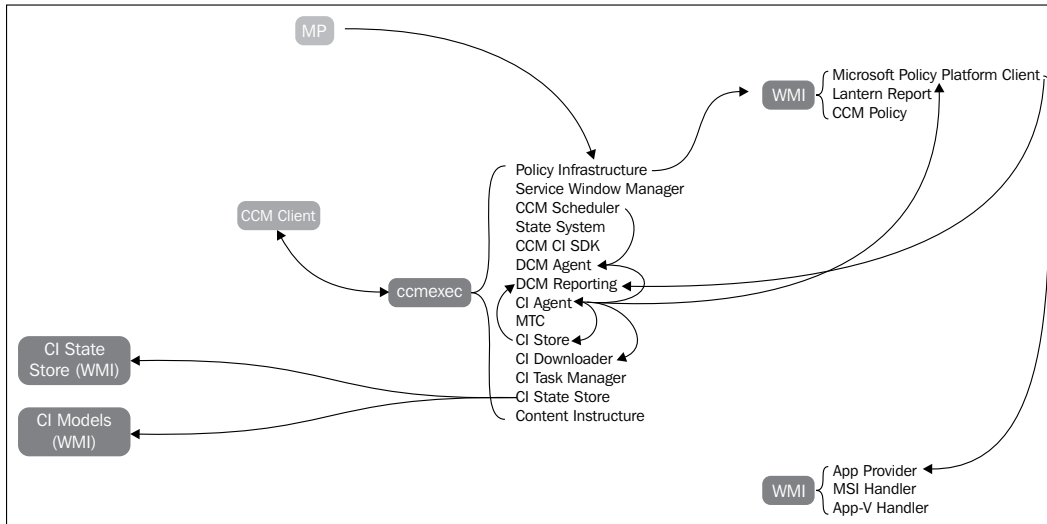 MP
WMI
Microsoft Policy Platform Client
Lantern Report
CCM Policy
CCM Client
ccmexec
Policy Infrastructure
Service Window Manager
CCM Scheduler
State System
CCM CI SDK
DCM Agent
DCM Reporting
CI Agent
MTC
CI Store
CI Downloader
CI Task Manager
CI State Store
Content Instructure
CI State
Store (WMI)
CI Models
(WMI)
WMI
App Provider
MSI Handler
App-V Handler